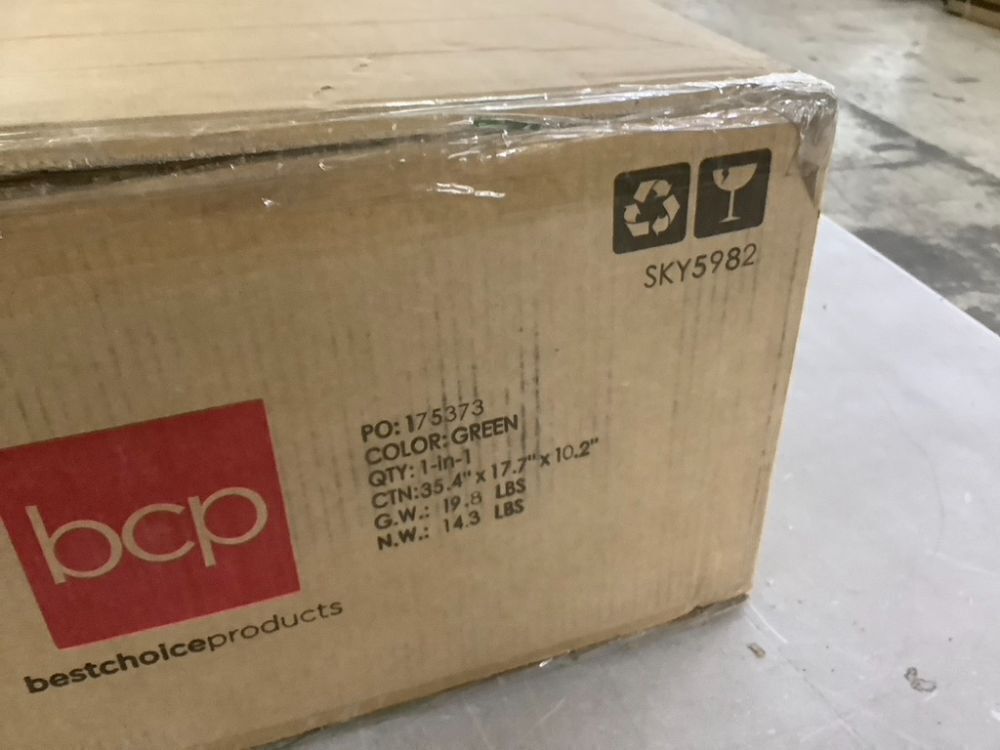 SKY5982
PO: 175373
COLOR: GREEN
QTY: 1-in-1
CTN:35.4" x 17.7" x 10.2"
G.W.: 19.8 LBS
N.W.: 14.3 LBS
bcp
bestchoiceproducts